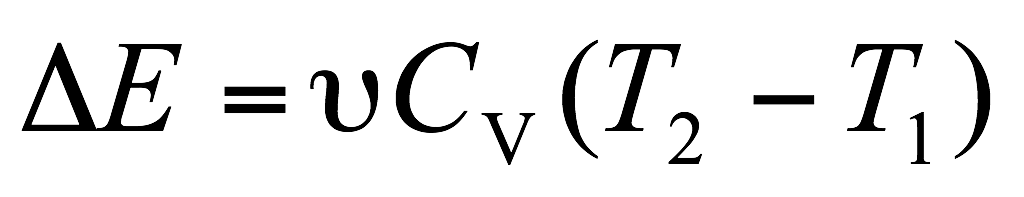 ΔE = υC_V (T_2 − T_1)